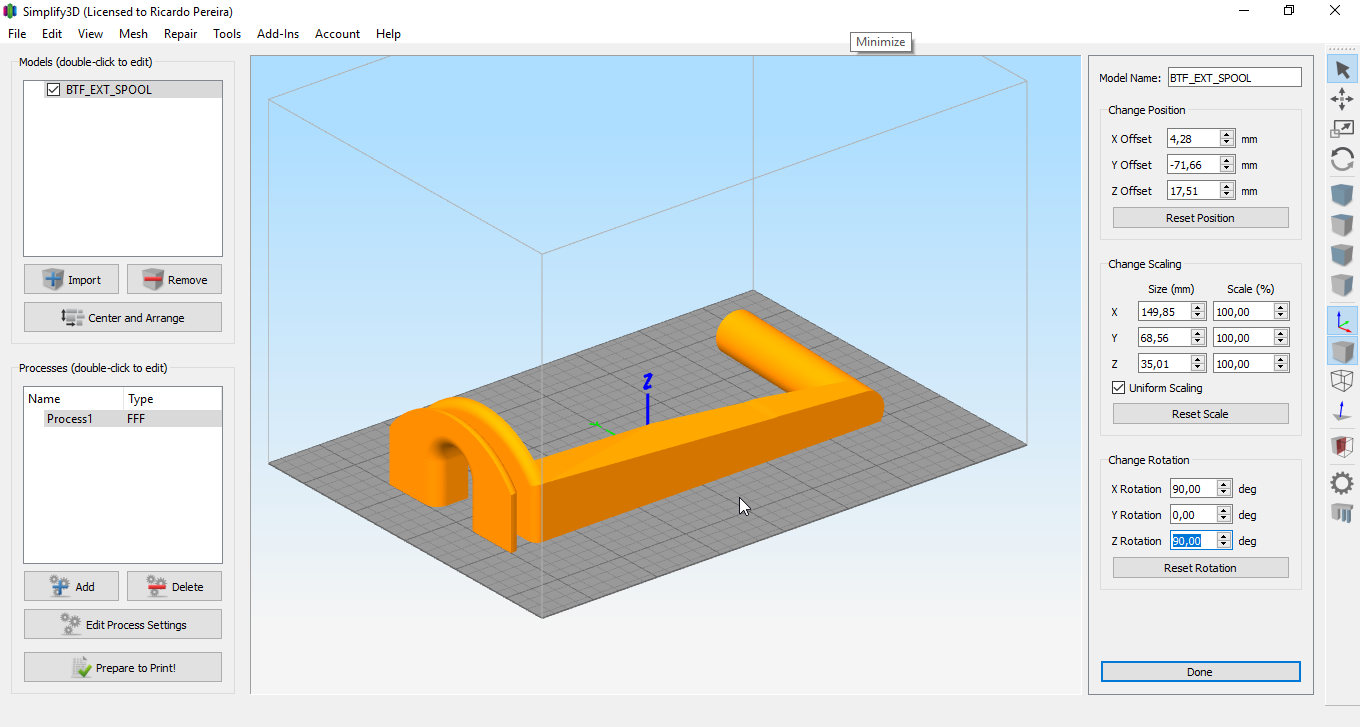 Simplify3D (Licensed to Ricardo Pereira)
File Edit View Mesh Repair Tools Add-Ins Account Help
Minimize
Models (double-click to edit)
BTF_EXT_SPOOL
Import Remove
Center and Arrange
Processes (double-click to edit)
Name Type
Process1 FFF
Add Delete
Edit Process Settings
Prepare to Print!
Z
Model Name: BTF_EXT_SPOOL
Change Position
X Offset 4,28 mm
Y Offset -71,66 mm
Z Offset 17,51 mm
Reset Position
Change Scaling
Size (mm) Scale (%)
X 149,85 100,00
Y 68,56 100,00
Z 35,01 100,00
Uniform Scaling
Reset Scale
Change Rotation
X Rotation 90,00 deg
Y Rotation 0,00 deg
Z Rotation 90,00 deg
Reset Rotation
Done